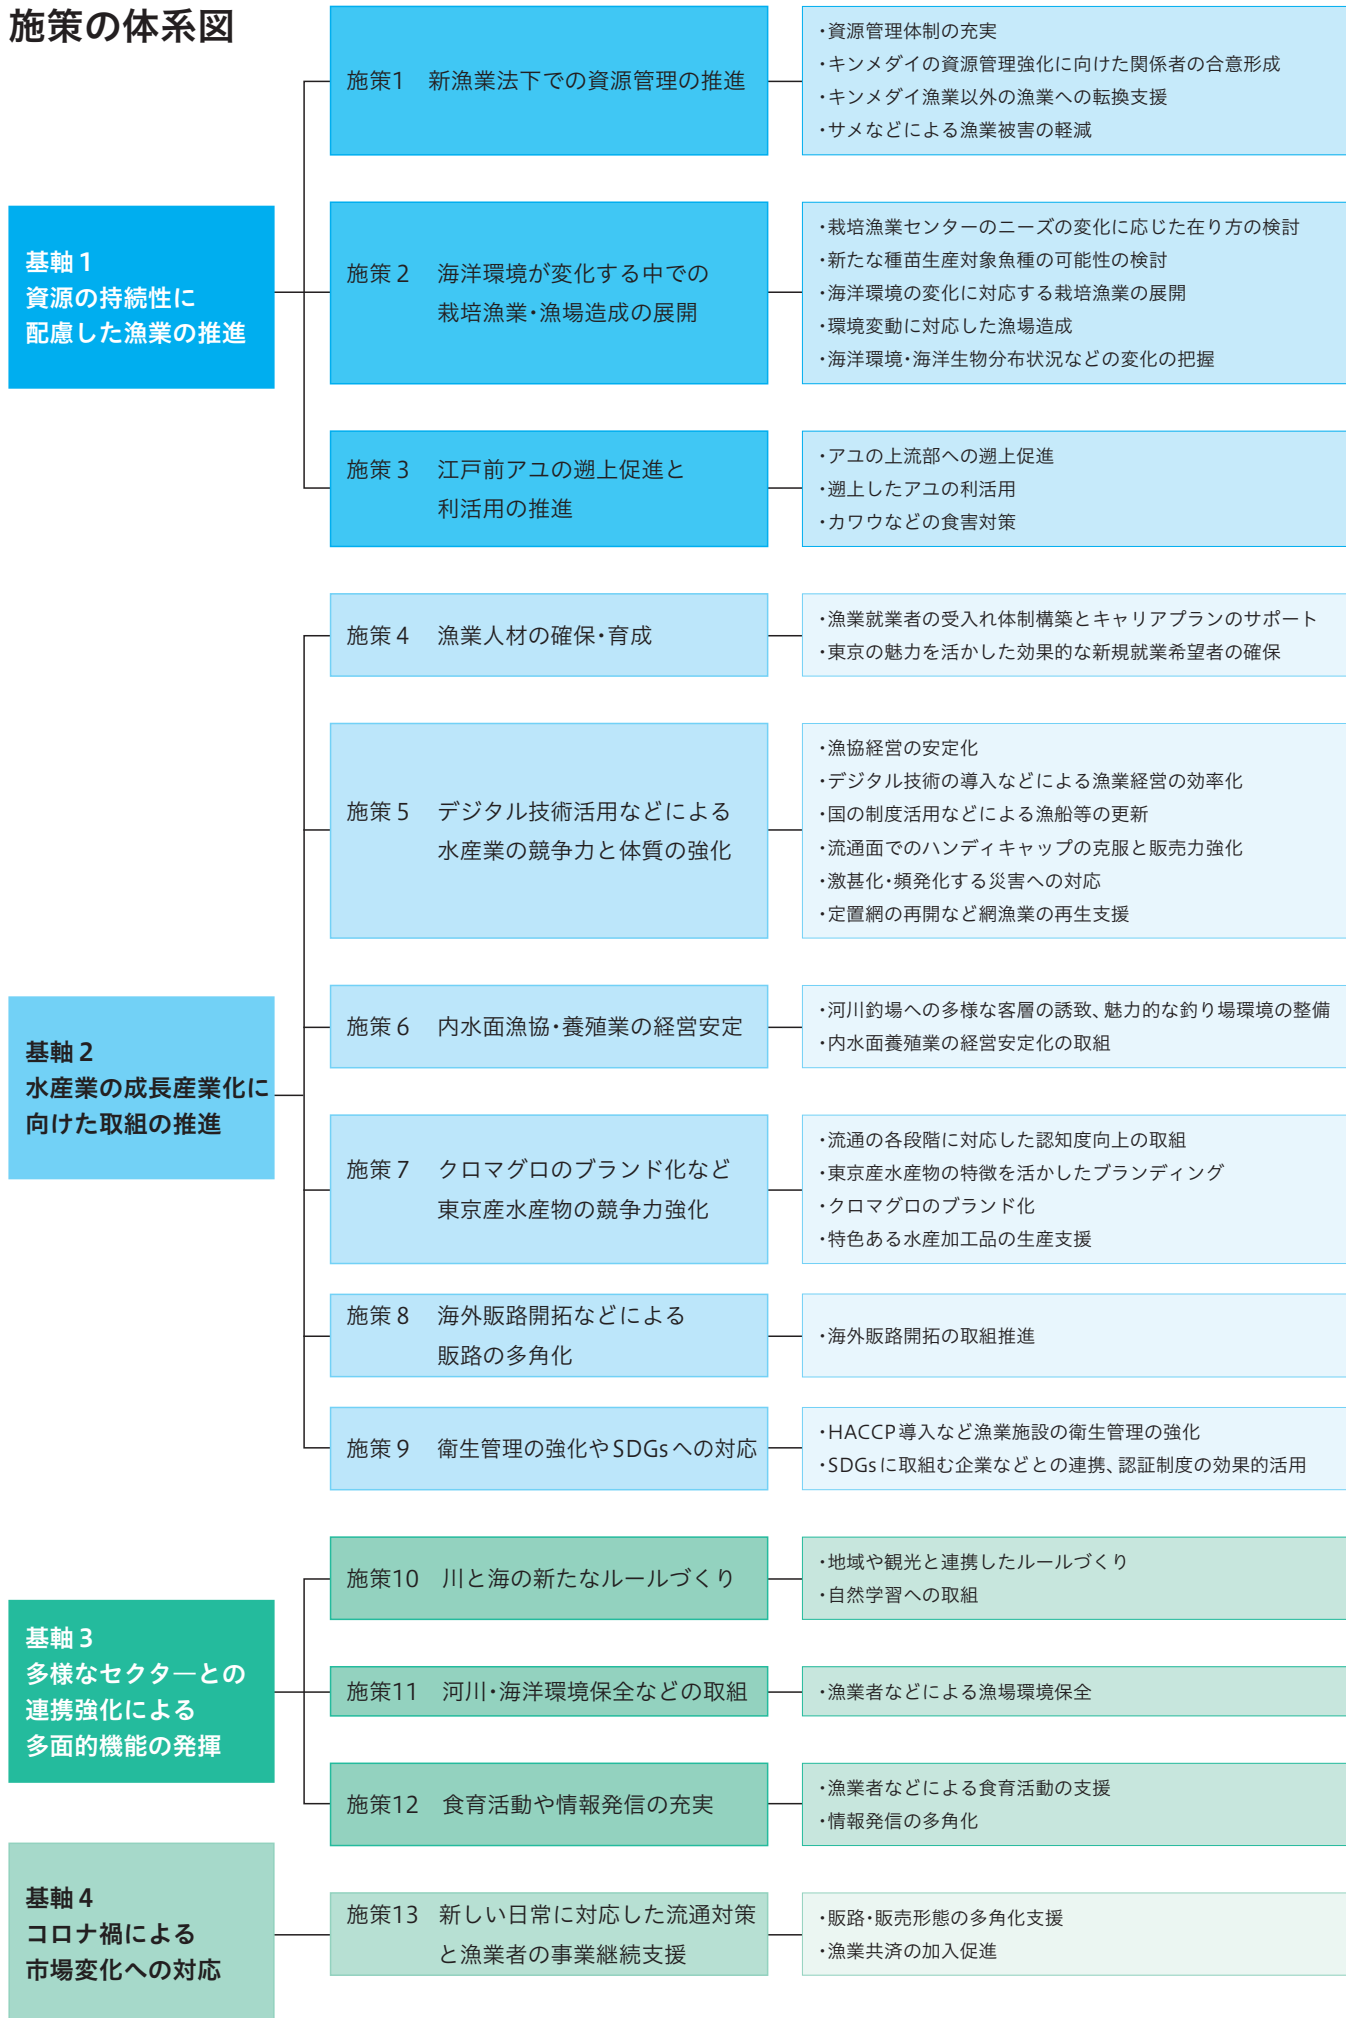 施策の体系図
基軸1
資源の持続性に
配慮した漁業の推進
施策1 新漁業法下での資源管理の推進
・資源管理体制の充実
・キンメダイの資源管理強化に向けた関係者の合意形成
・キンメダイ漁業以外の漁業への転換支援
・サメなどによる漁業被害の軽減
施策2 海洋環境が変化する中での
栽培漁業・漁場造成の展開
・栽培漁業センターのニーズの変化に応じた在り方の検討
・新たな種苗生産対象魚種の可能性の検討
・海洋環境の変化に対応する栽培漁業の展開
・環境変動に対応した漁場造成
・海洋環境・海洋生物分布状況などの変化の把握
施策3 江戸前アユの遡上促進と
利活用の推進
・アユの上流部への遡上促進
・遡上したアユの利活用
・カワウなどの食害対策
基軸2
水産業の成長産業化に
向けた取組の推進
施策4 漁業人材の確保・育成
・漁業就業者の受入れ体制構築とキャリアプランのサポート
・東京の魅力を活かした効果的な新規就業希望者の確保
施策5 デジタル技術活用などによる
水産業の競争力と体質の強化
・漁協経営の安定化
・デジタル技術の導入などによる漁業経営の効率化
・国の制度活用などによる漁船等の更新
・流通面でのハンディキャップの克服と販売力強化
・激甚化・頻発化する災害への対応
・定置網の再開など網漁業の再生支援
施策6 内水面漁協・養殖業の経営安定
・河川釣場への多様な客層の誘致、魅力的な釣り場環境の整備
・内水面養殖業の経営安定化の取組
施策7 クロマグロのブランド化など
東京産水産物の競争力強化
・流通の各段階に対応した認知度向上の取組
・東京産水産物の特徴を活かしたブランディング
・クロマグロのブランド化
・特色ある水産加工品の生産支援
施策8 海外販路開拓などによる
販路の多角化
・海外販路開拓の取組推進
施策9 衛生管理の強化やSDGsへの対応
・HACCP導入など漁業施設の衛生管理の強化
・SDGsに取組む企業などとの連携、認証制度の効果的活用
基軸3
多様なセクタ―との
連携強化による
多面的機能の発揮
施策10 川と海の新たなルールづくり
・地域や観光と連携したルールづくり
・自然学習への取組
施策11 河川・海洋環境保全などの取組
・漁業者などによる漁場環境保全
施策12 食育活動や情報発信の充実
・漁業者などによる食育活動の支援
・情報発信の多角化
基軸4
コロナ禍による
市場変化への対応
施策13 新しい日常に対応した流通対策
と漁業者の事業継続支援
・販路・販売形態の多角化支援
・漁業共済の加入促進